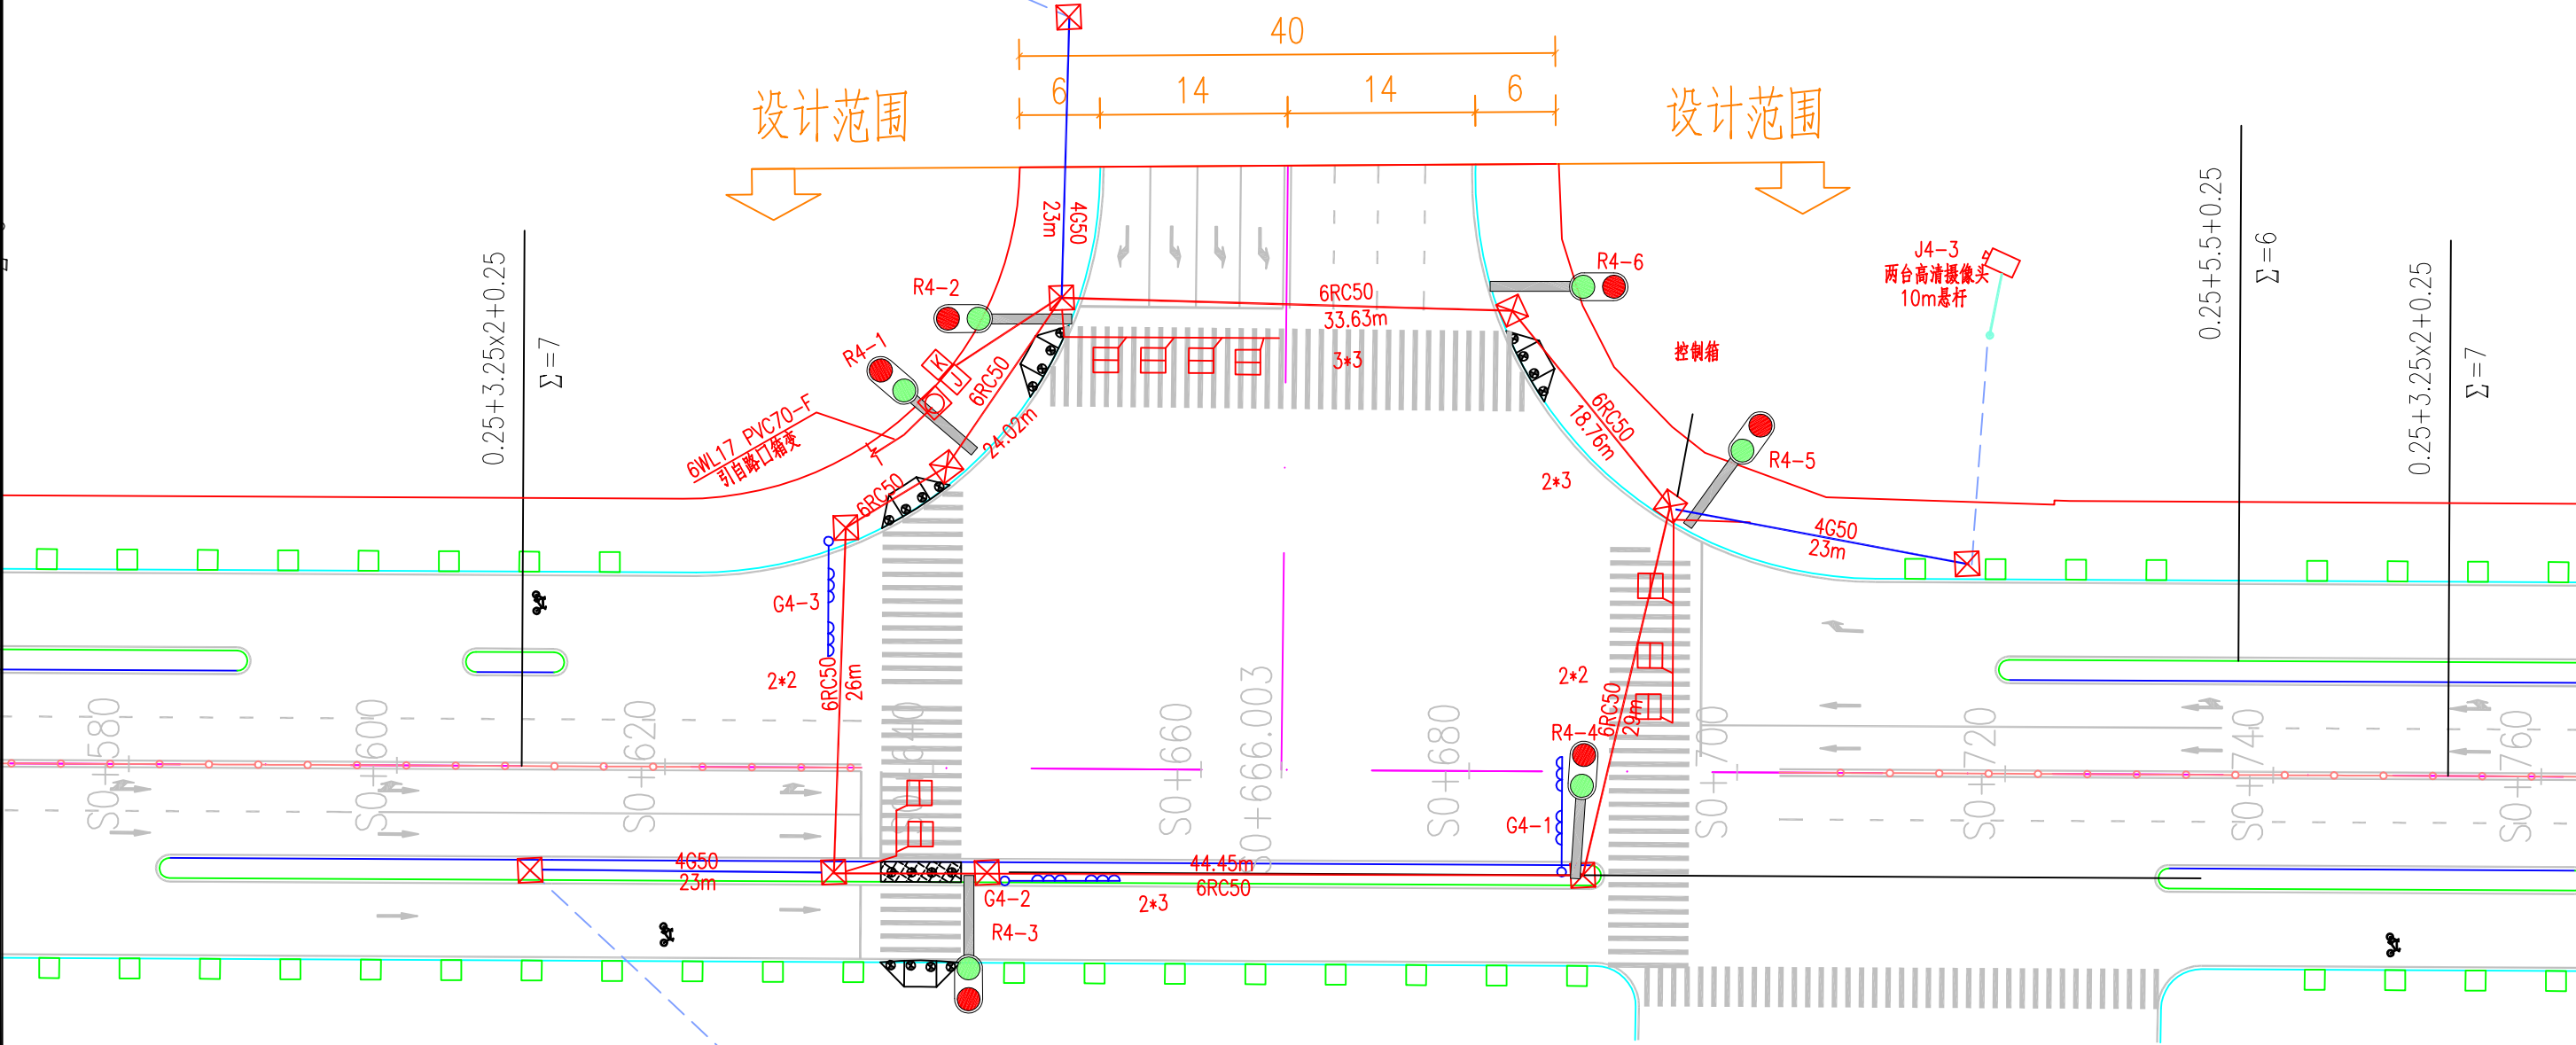 40
6
14
14
6
设计范围
设计范围
4G50
23m
R4-2
R4-6
6RC50
33.63m
3*3
J4-3
两台高清摄像头
10m悬杆
0.25+5.5+0.25
Σ=6
0.25+3.25x2+0.25
Σ=7
0.25+3.25x2+0.25
Σ=7
R4-1
K
J
6RC50
24.02m
控制箱
6RC50
18.76m
R4-5
6WL17 PVC70-F
引自路口箱变
6RC50
2*3
4G50
23m
G4-3
2*2
6RC50
26m
2*2
6RC50
29m
R4-4
S0+580
S0+600
S0+620
S0+640
S0+660
S0+666.003
S0+680
S0+700
S0+720
S0+740
S0+760
G4-1
4G50
23m
44.45m
6RC50
G4-2
2*3
R4-3